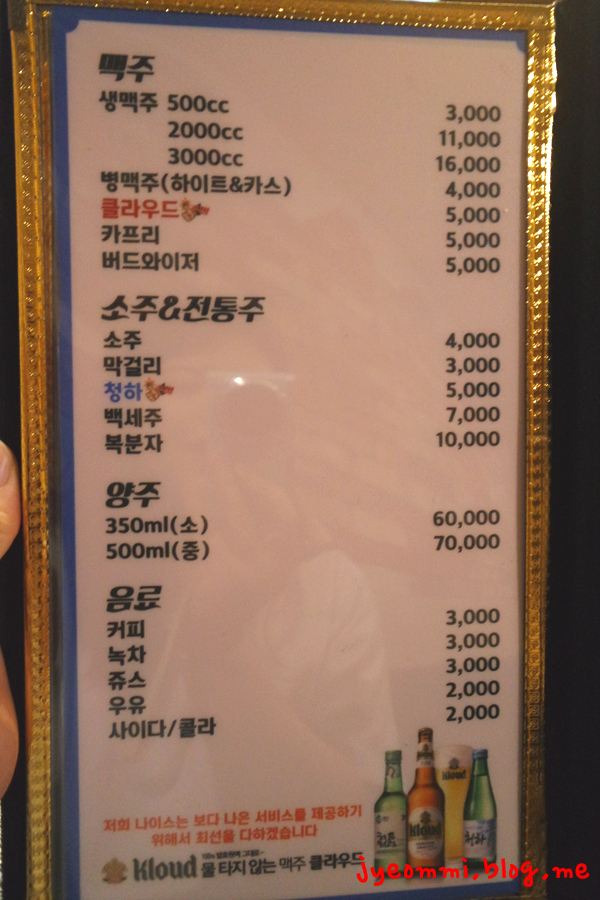 맥주
생맥주 500cc 3,000
2000cc 11,000
3000cc 16,000
병맥주(하이트&카스) 4,000
클라우드 5,000
카프리 5,000
버드와이저 5,000
소주&전통주
소주 4,000
막걸리 3,000
청하 5,000
백세주 7,000
복분자 10,000
양주
350ml(소) 60,000
500ml(중) 70,000
음료
커피 3,000
녹차 3,000
쥬스 3,000
우유 2,000
사이다/콜라 2,000
저희 나이스는 보다 나은 서비스를 제공하기
위해서 최선을 다하겠습니다
Kloud 물 타지 않는 맥주 클라우드
Kloud
Kloud
청하
jyeommi.blog.me